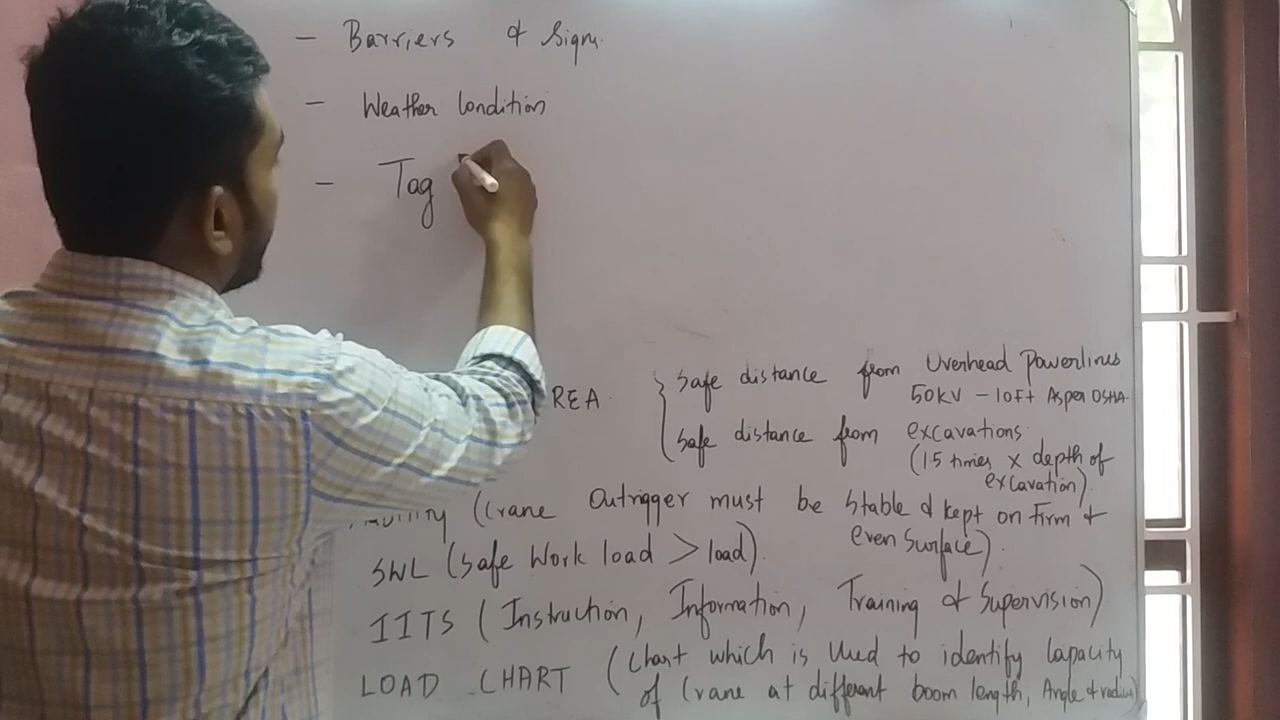 - Barriers & Signs.
- Weather Condition
- Tag
REA.
Safe distance from Overhead Powerlines
50KV - 10Ft As per OSHA.
Safe distance from excavations
(1.5 times x depth of
excavation)
(Crane Outrigger must be Stable & kept on Firm &
even Surface).
SWL (Safe Work load > load).
IITS (Instruction, Information, Training & Supervision)
LOAD CHART (Chart which is Used to identify Capacity
of Crane at different boom length, Angle & radius)